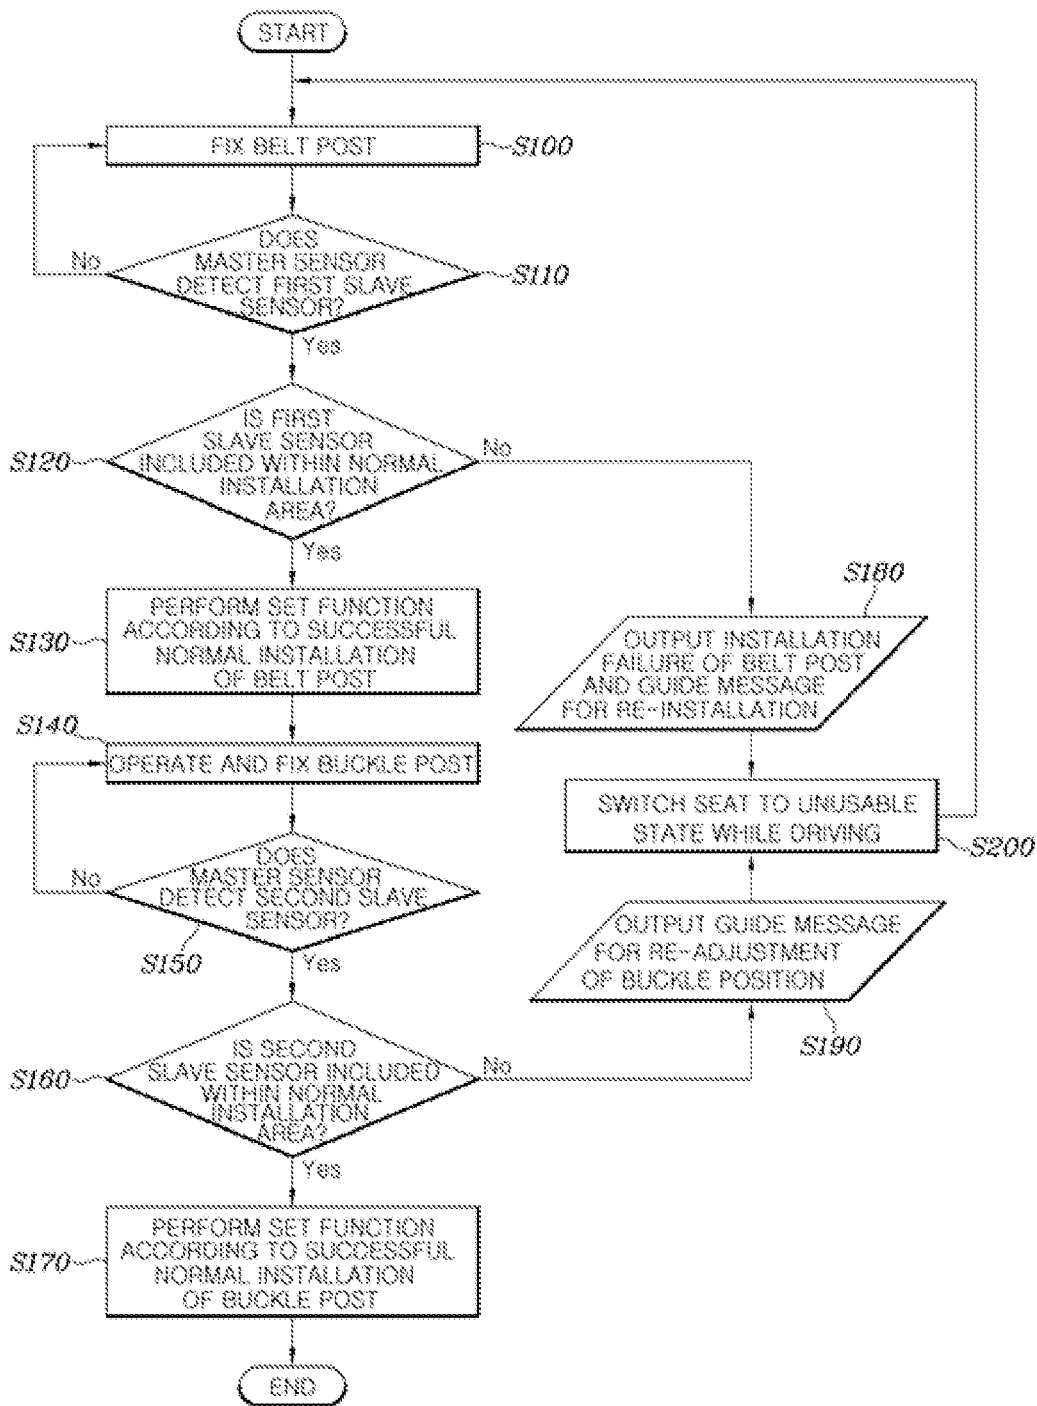 START
FIX BELT POST
S100
DOES
MASTER SENSOR
DETECT FIRST SLAVE
SENSOR?
No
S110
Yes
IS FIRST
SLAVE SENSOR
INCLUDED WITHIN NORMAL
INSTALLATION
AREA?
S120
No
Yes
PERFORM SET FUNCTION
ACCORDING TO SUCCESSFUL
NORMAL INSTALLATION
OF BELT POST
S130
S180
OUTPUT INSTALLATION
FAILURE OF BELT POST
AND GUIDE MESSAGE
FOR RE-INSTALLATION
S140
OPERATE AND FIX BUCKLE POST
SWITCH SEAT TO UNUSABLE
STATE WHILE DRIVING
S200
DOES
MASTER SENSOR
DETECT SECOND SLAVE
SENSOR?
No
S150
Yes
OUTPUT GUIDE MESSAGE
FOR RE-ADJUSTMENT
OF BUCKLE POSITION
S190
IS SECOND
SLAVE SENSOR INCLUDED
WITHIN NORMAL
INSTALLATION
AREA?
S160
No
Yes
PERFORM SET FUNCTION
ACCORDING TO SUCCESSFUL
NORMAL INSTALLATION
OF BUCKLE POST
S170
END